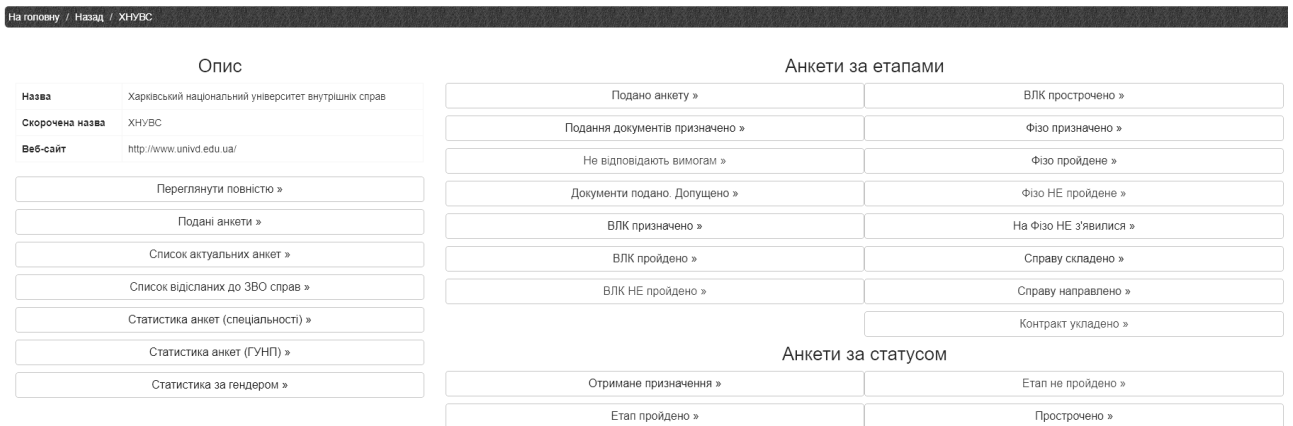 На головну / Назад / ХНУВС
Опис
Назва Харківський національний університет внутрішніх справ
Скорочена назва ХНУВС
Веб-сайт http://www.univd.edu.ua/
Переглянути повністю »
Подані анкети »
Список актуальних анкет »
Список відісланих до ЗВО справ »
Статистика анкет (спеціальності) »
Статистика анкет (ГУНП) »
Статистика за гендером »
Анкети за етапами
Подано анкету »
Подання документів призначено »
Не відповідають вимогам »
Документи подано. Допущено »
ВЛК призначено »
ВЛК пройдено »
ВЛК НЕ пройдено »
ВЛК прострочено »
Фізо призначено »
Фізо пройдене »
Фізо НЕ пройдене »
На Фізо НЕ з'явилися »
Справу складено »
Справу направлено »
Контракт укладено »
Анкети за статусом
Отримане призначення »
Етап пройдено »
Етап не пройдено »
Прострочено »